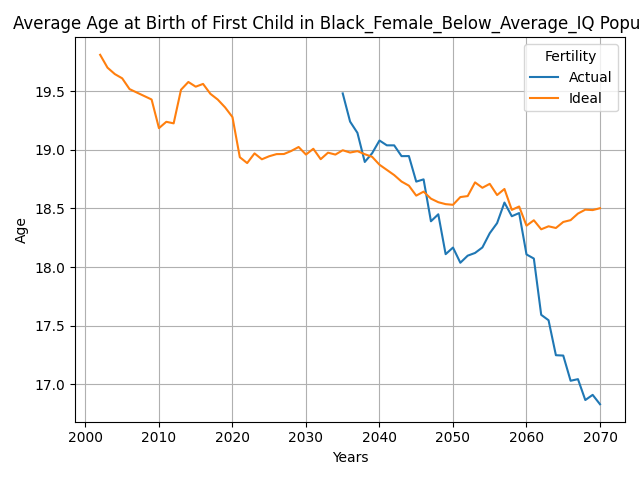 Average Age at Birth of First Child in Black_Female_Below_Average_IQ Popu
Fertility
Actual
Ideal
19.5
19.0
18.5
18.0
17.5
17.0
Age
2000 2010 2020 2030 2040 2050 2060 2070
Years